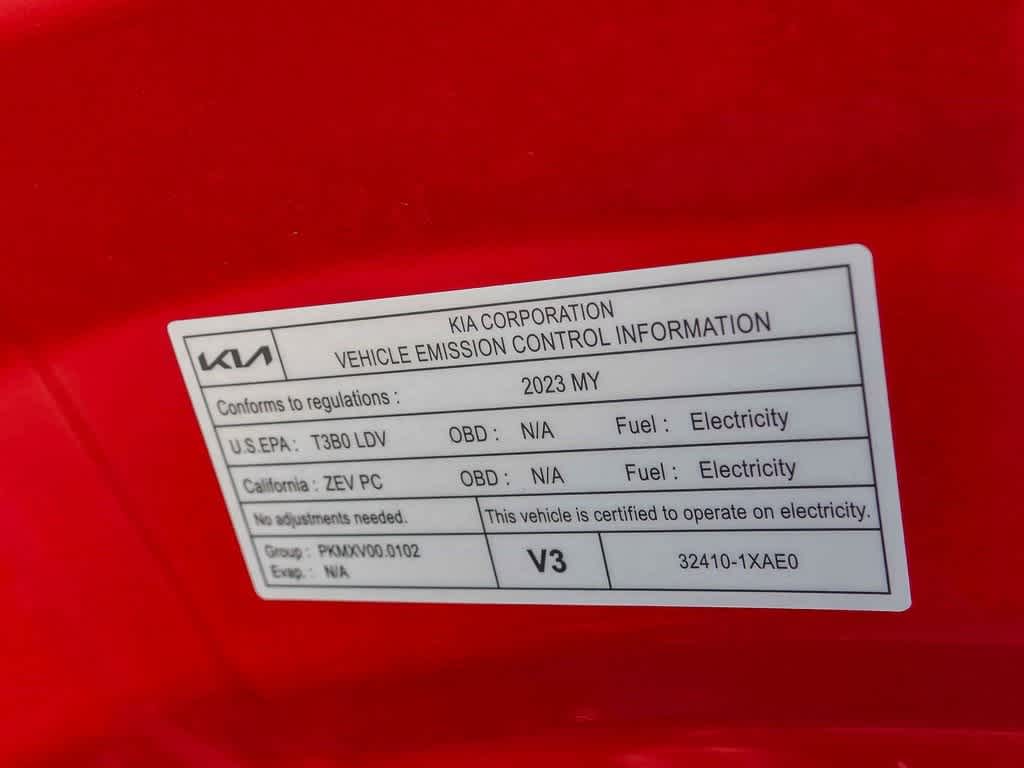 KIA
KIA CORPORATION
VEHICLE EMISSION CONTROL INFORMATION
Conforms to regulations : 2023 MY
U.S.EPA : T3B0 LDV OBD : N/A Fuel : Electricity
California : ZEV PC OBD : N/A Fuel : Electricity
No adjustments needed. This vehicle is certified to operate on electricity.
Group : PKMXV00.0102
Evap. : N/A
V3
32410-1XAE0